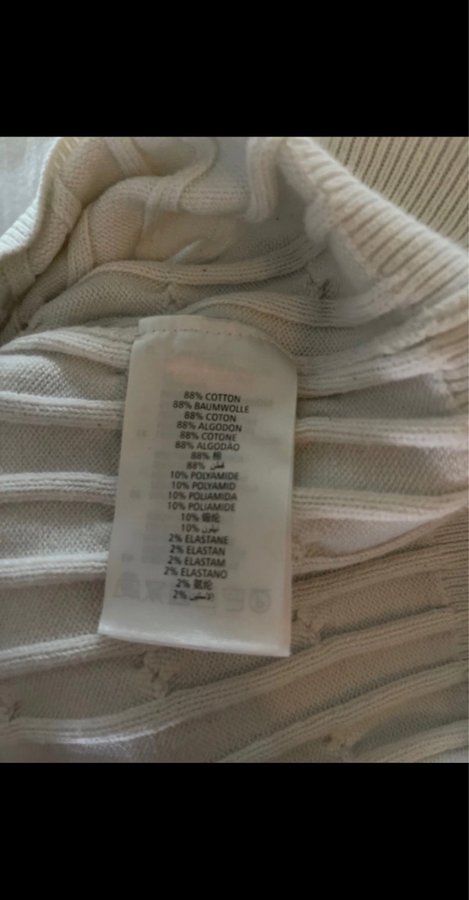 88% COTTON
88% BAUMWOLLE
88% COTON
88% ALGODON
88% COTONE
88% ALGODÃO
88% 棉
88% قطن
10% POLYAMIDE
10% POLYAMID
10% POLIAMIDA
10% POLIAMIDE
10% 锦纶
10% نيلون
2% ELASTANE
2% ELASTAN
2% ELASTAM
2% ELASTANO
2% 氨纶
2%